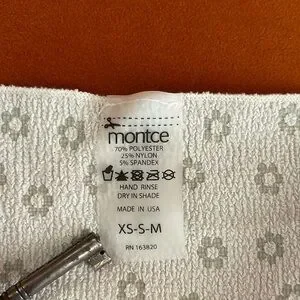 montce
70% POLYESTER
25% NYLON
5% SPANDEX
HAND RINSE
DRY IN SHADE
MADE IN USA
XS-S-M
RN 163820